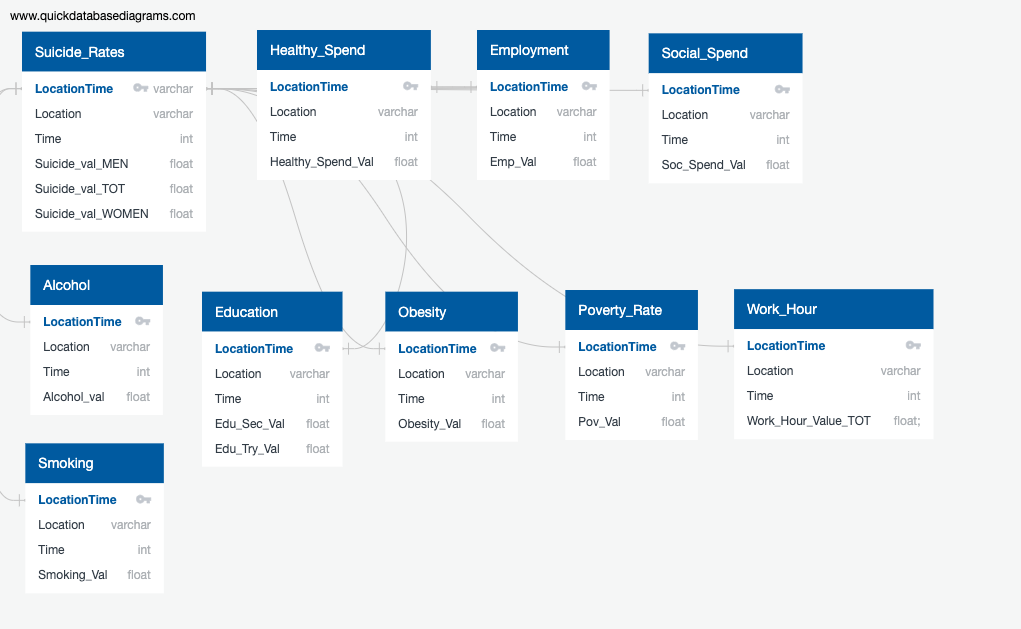 www.quickdatabasediagrams.com
Suicide_Rates
LocationTime varchar
Location varchar
Time int
Suicide_val_MEN float
Suicide_val_TOT float
Suicide_val_WOMEN float
Healthy_Spend
LocationTime
Location varchar
Time int
Healthy_Spend_Val float
Employment
LocationTime
Location varchar
Time int
Emp_Val float
Social_Spend
LocationTime
Location varchar
Time int
Soc_Spend_Val float
Alcohol
LocationTime
Location varchar
Time int
Alcohol_val float
Education
LocationTime
Location varchar
Time int
Edu_Sec_Val float
Edu_Try_Val float
Obesity
LocationTime
Location varchar
Time int
Obesity_Val float
Poverty_Rate
LocationTime
Location varchar
Time int
Pov_Val float
Work_Hour
LocationTime
Location varchar
Time int
Work_Hour_Value_TOT float;
Smoking
LocationTime
Location varchar
Time int
Smoking_Val float